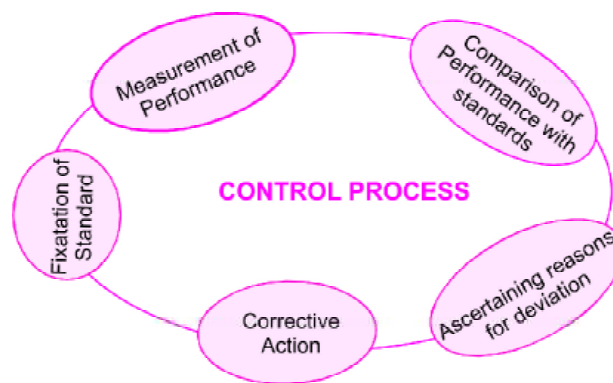 Measurement of
Performance
Comparison of
Performance with
standards
Fixatation of
Standard
CONTROL PROCESS
Ascertaining reasons
for deviation
Corrective
Action